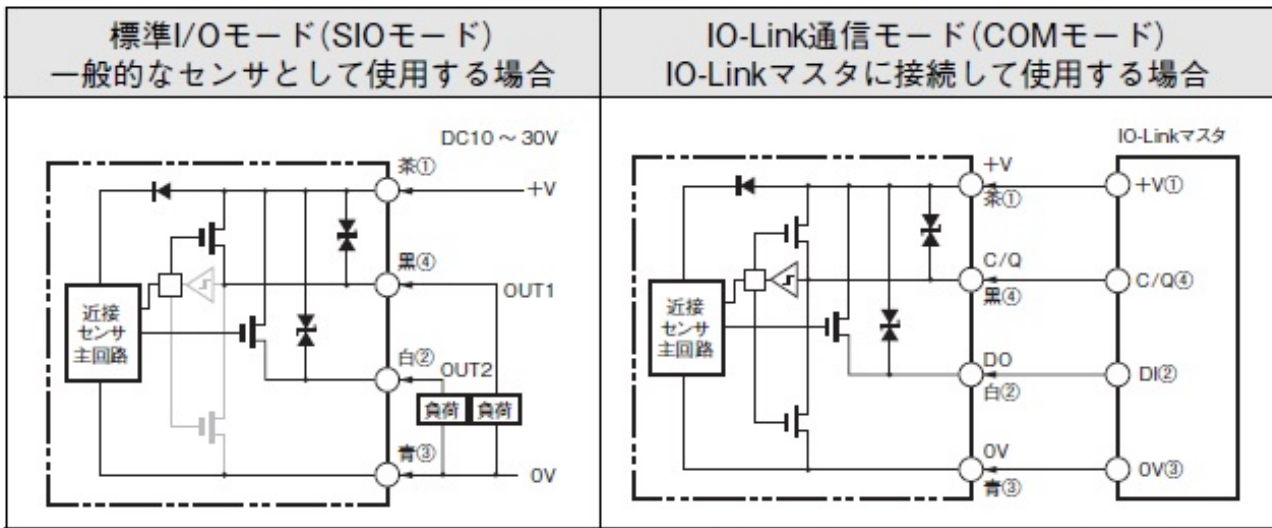 標準I/Oモード(SIOモード)
一般的なセンサとして使用する場合
IO-Link通信モード(COMモード)
IO-Linkマスタに接続して使用する場合
DC10～30V
茶①
+V
黒④
OUT1
近接
センサ
主回路
白②
OUT2
負荷 負荷
青③
0V
IO-Linkマスタ
+V
茶①
+V①
C/Q
黒④
C/Q④
近接
センサ
主回路
DO
白②
DI②
0V
青③
0V③